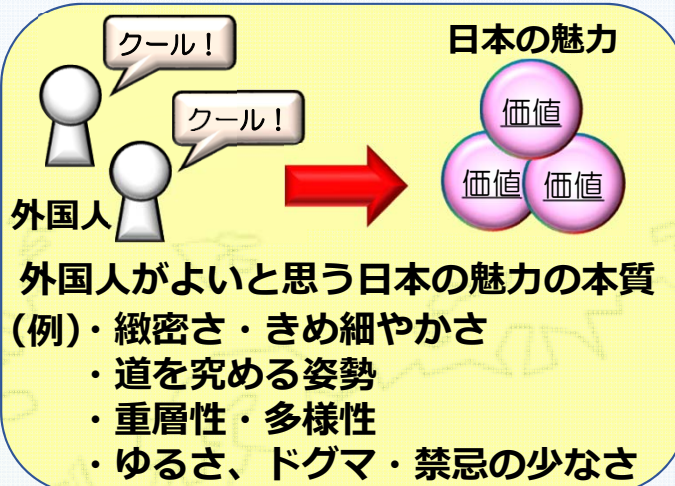 クール！
日本の魅力
クール！
価値
価値 価値
外国人
外国人がよいと思う日本の魅力の本質
(例)・緻密さ・きめ細やかさ
・道を究める姿勢
・重層性・多様性
・ゆるさ、ドグマ・禁忌の少なさ